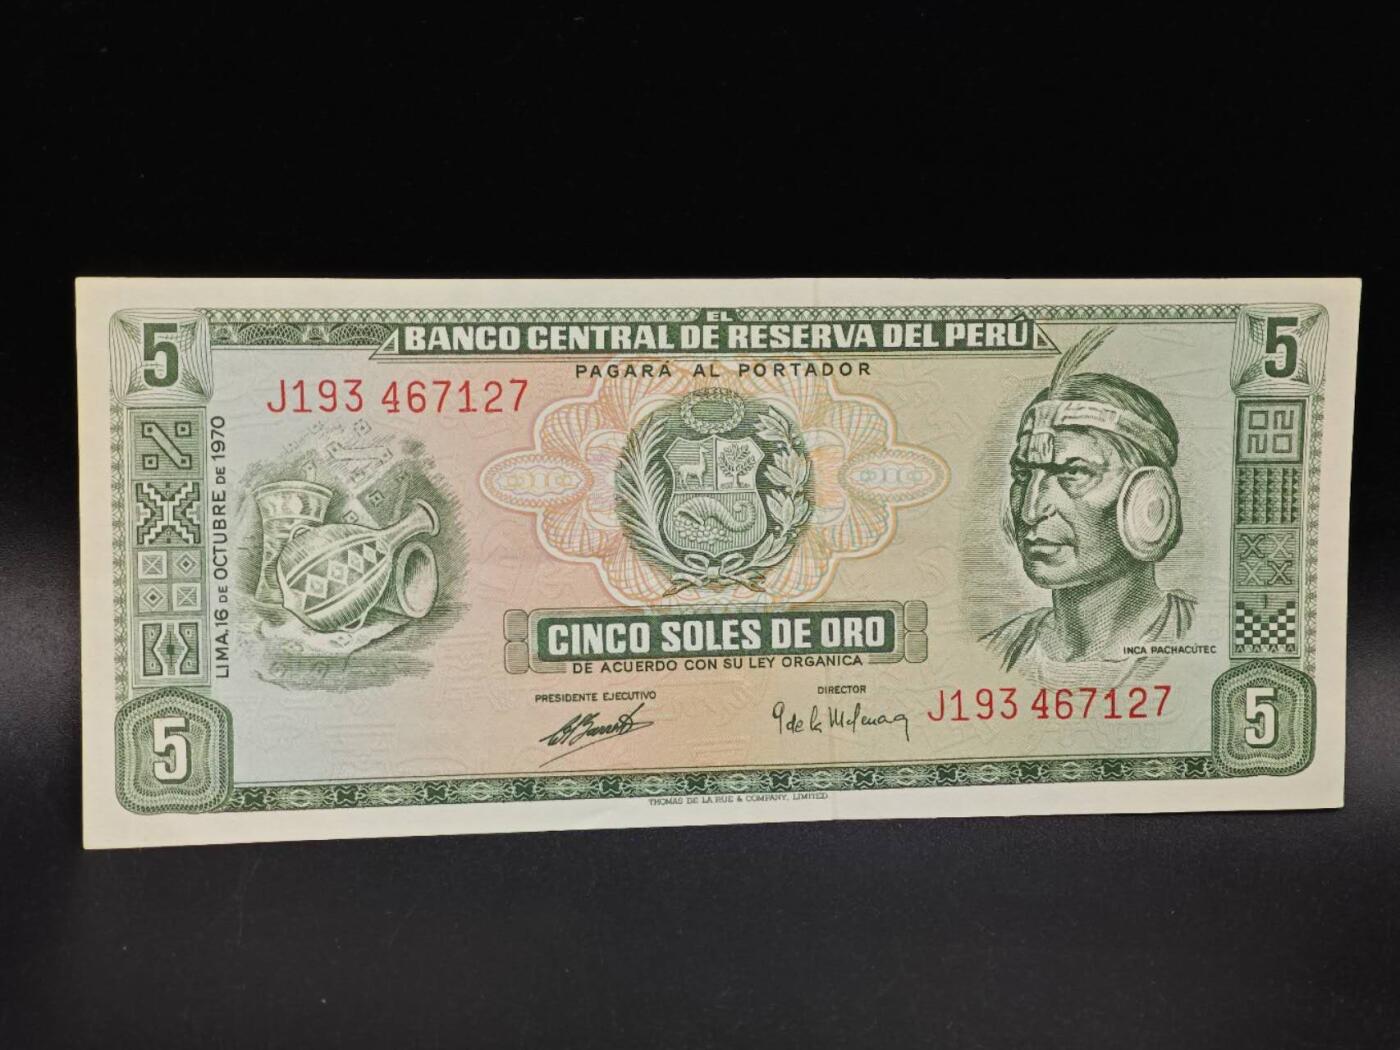 5
EL
BANCO CENTRAL DE RESERVA DEL PERÚ
5
PAGARÁ AL PORTADOR
J193 467127
LIMA, 16 DE OCTUBRE DE 1970
CINCO SOLES DE ORO
DE ACUERDO CON SU LEY ORGANICA
INCA PACHACÚTEC
PRESIDENTE EJECUTIVO
DIRECTOR
J193 467127
5
5
THOMAS DE LA RUE & COMPANY, LIMITED